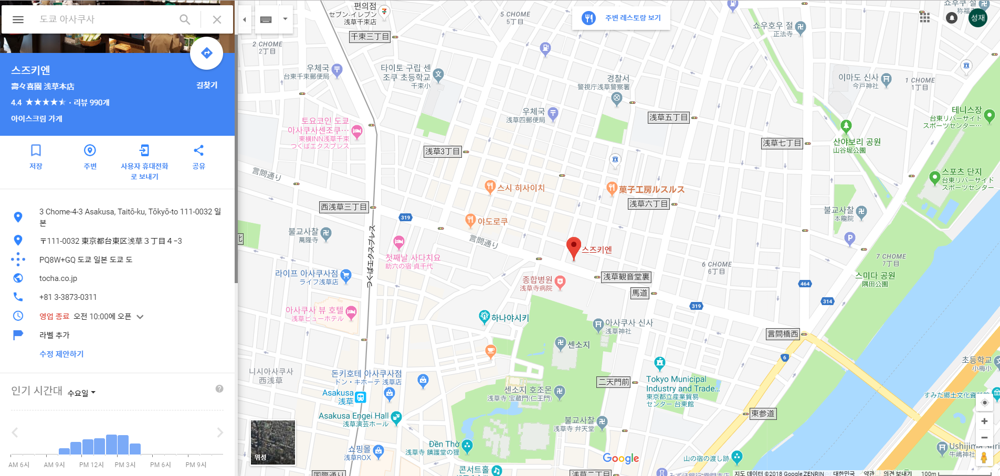 도쿄 아사쿠사
스즈키엔
壽々喜園 浅草本店
길찾기
4.4
· 리뷰 990개
아이스크림 가게
저장
주변
사용자 휴대전화
로 보내기
공유
3 Chome-4-3 Asakusa, Taitō-ku, Tōkyō-to 111-0032 일
본
〒111-0032 東京都台東区浅草３丁目４−3
PQ8W+GQ 도쿄 일본 도쿄 도
tocha.co.jp
+81 3-3873-0311
영업 종료 오전 10:00에 오픈
라벨 추가
수정 제안하기
인기 시간대 수요일
AM 6시
AM 9시
PM 12시
PM 3시
PM 6시
PM 9시
편의점
セブン-イレブン
浅草千束店
千束三丁目
2 CHOME
2丁目
5 CHOME
5丁目
주변 레스토랑 보기
성재
쇼우호우 절
正法寺
称福寺
우체국
台東千束郵便局
타이토 구립 센
조쿠 초등학교
千束小
경찰서
警視庁浅草警察署
이마도 신사
今戸神社
1 CHOME
1丁目
우체국
浅草四郵便局
浅草五丁目
테니스장
台東リバーサイド
スポーツセンター…
토요코인 도쿄
아사쿠사센조쿠…
東横INN浅草千束
つくばエクスプレス
浅草3丁目
浅草七丁目
산야보리 공원
山谷堀公園
言問通り
스시 히사이치
菓子工房ルスルス
스포츠 단지
台東リバーサイド
スポーツセンター
西浅草三丁目
浅草六丁目
319
야도로쿠
불교사찰
本龍院
불교사찰
萬隆寺
北
言問通り
つくばエクスプレス
스즈키엔
첫째날 사다치요
助六の宿 貞千代
6 CHOME
6丁目
7 CHOME
7丁目
라이프 아사쿠사점
ライフ浅草店
종합병원
浅草寺病院
浅草観音堂裏
馬道
스미다 공원
隅田公園
464
314
319
아사쿠사 뷰 호텔
浅草ビューホテル
하나야시키
아사쿠사 신사
浅草神社
言問橋西
센소지
6
초등학교
小梅小
니시아사쿠사
西浅草
돈키호테 아사쿠사점
ドン・キホーテ 浅草店
Asakusa
浅草
센소지 호조몬
浅草寺 宝蔵門(仁王門)
二天門前
Tokyo Municipal
Industry and Trade...
東京都立産業貿易
センター 台東館
すみだ郷土文化資料館
東参道
Asakusa Engei Hall
浅草演芸ホール
불교사찰
浅草寺 弁天堂
Đền Thờ
浅草寺 鎮護堂の狸
쇼핑몰
浅草ROX
위성
Google
山の宿の渡し跡
Ushijima Shri
牛嶋神社
콘서트홀
国際通り
浅草二丁目
지도 데이터 ©2018 Google, ZENRIN
대한민국
약관
의견 보내기
100m